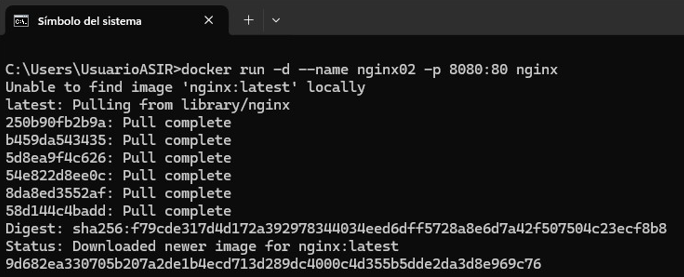 Símbolo del sistema
C:\Users\UsuarioASIR>docker run -d --name nginx02 -p 8080:80 nginx
Unable to find image 'nginx:latest' locally
latest: Pulling from library/nginx
250b90fb2b9a: Pull complete
b459da543435: Pull complete
5d8ea9f4c626: Pull complete
54e822d8ee0c: Pull complete
8da8ed3552af: Pull complete
58d144c4badd: Pull complete
Digest: sha256:f79cde317d4d172a392978344034eed6dff5728a8e6d7a42f507504c23ecf8b8
Status: Downloaded newer image for nginx:latest
9d682ea330705b207a2de1b4ecd713d289dc4000c4d355b5dde2da3d8e969c76